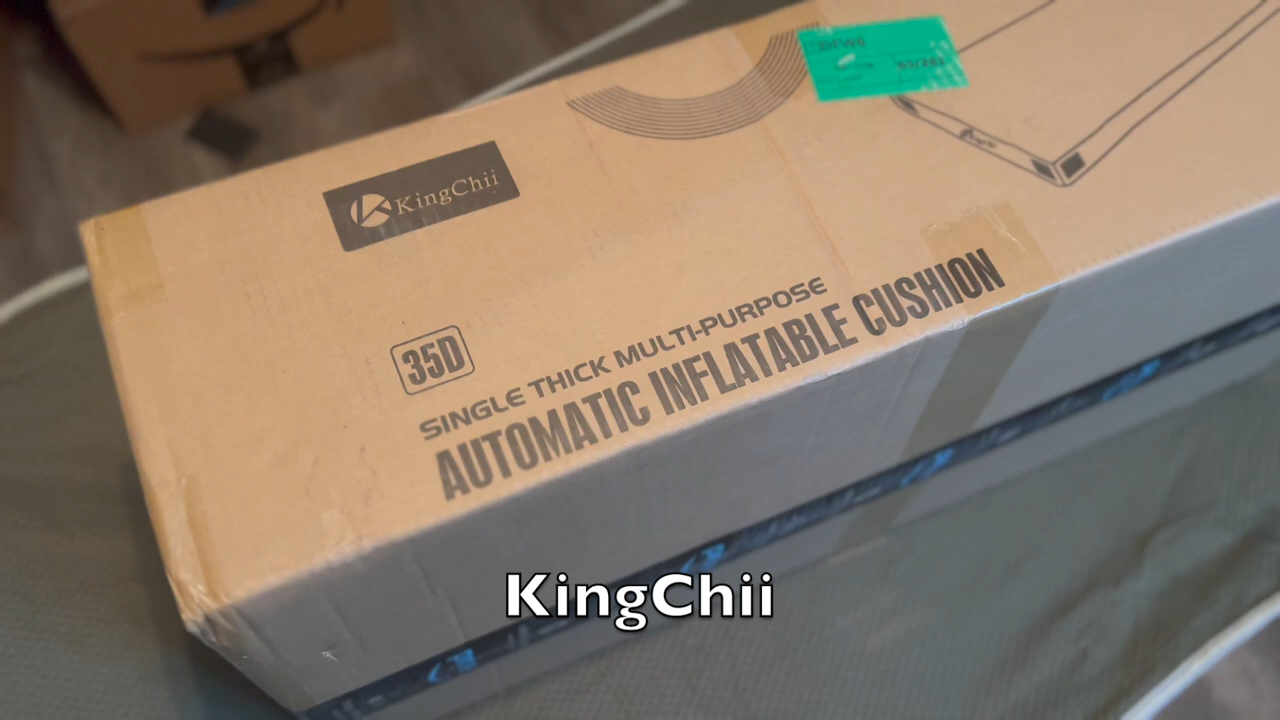 KingChii
35D
SINGLE THICK MULTI-PURPOSE
AUTOMATIC INFLATABLE CUSHION
KingChii